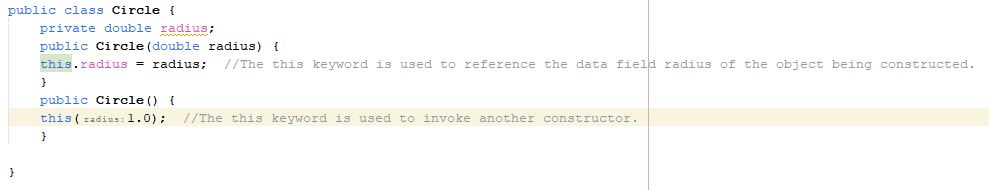 public class Circle {
private double radius;
public Circle(double radius) {
this.radius = radius;  //The this keyword is used to reference the data field radius of the object being constructed.
}
public Circle() {
this( radius: 1.0);  //The this keyword is used to invoke another constructor.
}
}